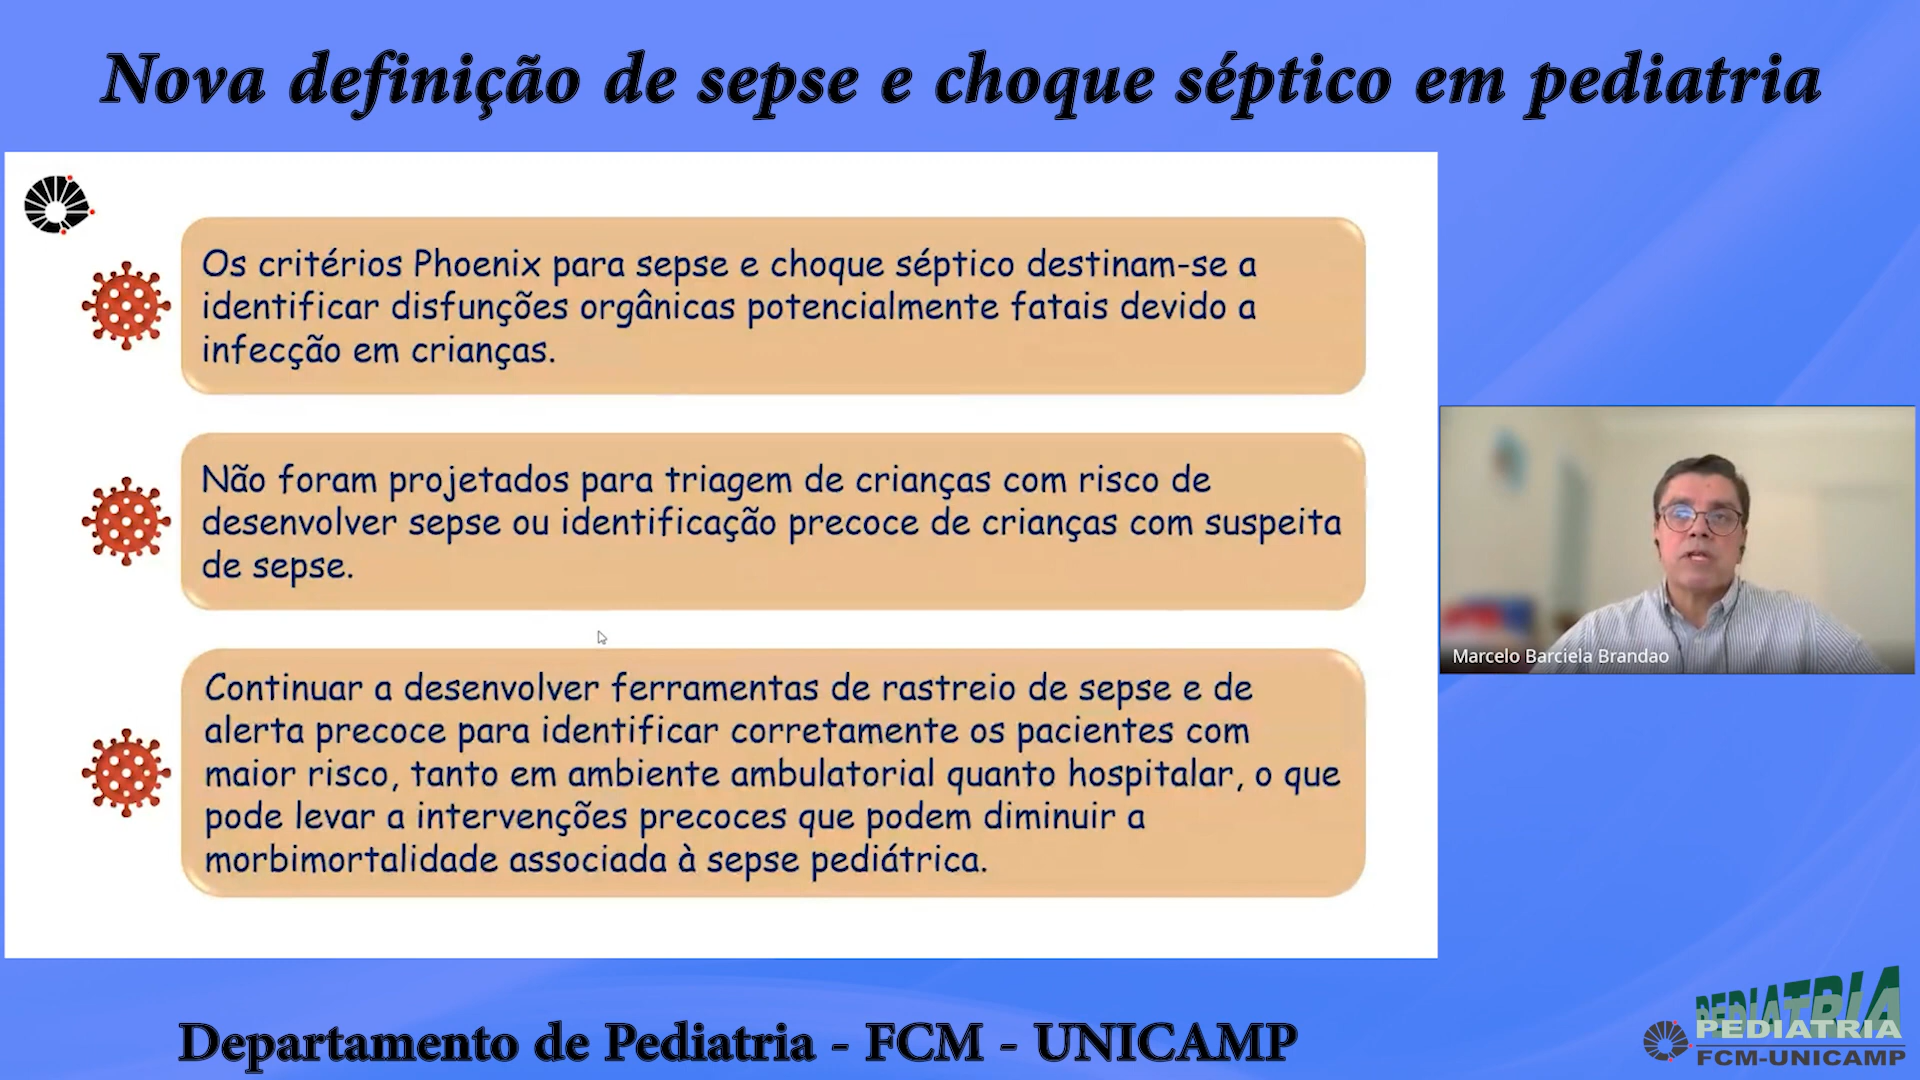 Nova definição de sepse e choque séptico em pediatria
Os critérios Phoenix para sepse e choque séptico destinam-se a
identificar disfunções orgânicas potencialmente fatais devido a
infecção em crianças.
Não foram projetados para triagem de crianças com risco de
desenvolver sepse ou identificação precoce de crianças com suspeita
de sepse.
Continuar a desenvolver ferramentas de rastreio de sepse e de
alerta precoce para identificar corretamente os pacientes com
maior risco, tanto em ambiente ambulatorial quanto hospitalar, o que
pode levar a intervenções precoces que podem diminuir a
morbimortalidade associada à sepse pediátrica.
Marcelo Barciela Brandao
Departamento de Pediatria - FCM - UNICAMP
PEDIATRIA
PEDIATRIA
FCM-UNICAMP